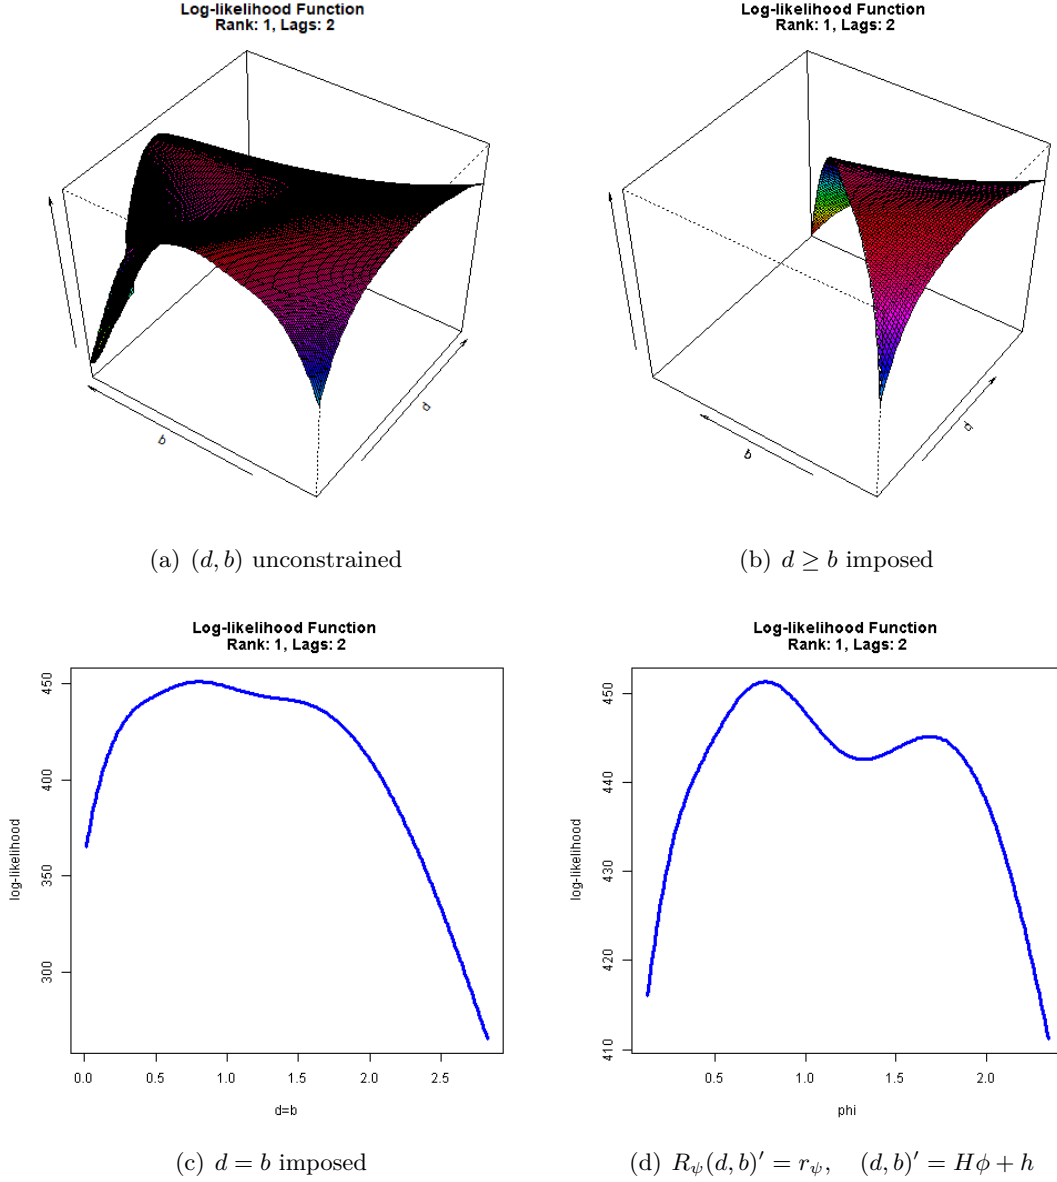 Log-likelihood Function
Rank: 1, Lags: 2
b
d
(a) (d, b) unconstrained
Log-likelihood Function
Rank: 1, Lags: 2
b
d
(b) d ≥ b imposed
Log-likelihood Function
Rank: 1, Lags: 2
log-likelihood
450
400
350
300
0.0 0.5 1.0 1.5 2.0 2.5
d=b
(c) d = b imposed
Log-likelihood Function
Rank: 1, Lags: 2
log-likelihood
450
440
430
420
410
0.5 1.0 1.5 2.0
phi
(d) Rψ(d, b)′ = rψ, (d, b)′ = Hϕ + h